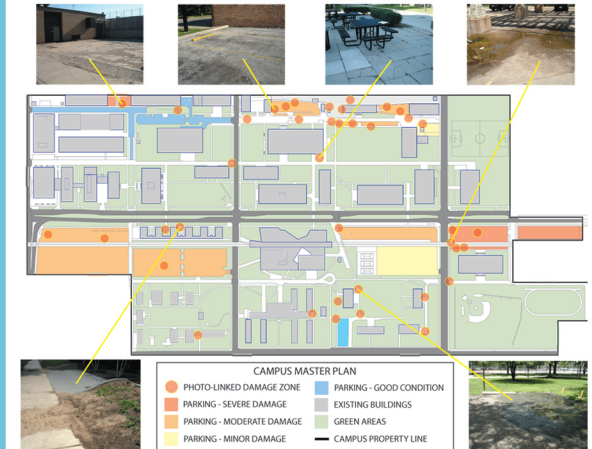 CAMPUS MASTER PLAN
PHOTO-LINKED DAMAGE ZONE
PARKING - SEVERE DAMAGE
PARKING - MODERATE DAMAGE
PARKING - MINOR DAMAGE
PARKING - GOOD CONDITION
EXISTING BUILDINGS
GREEN AREAS
CAMPUS PROPERTY LINE